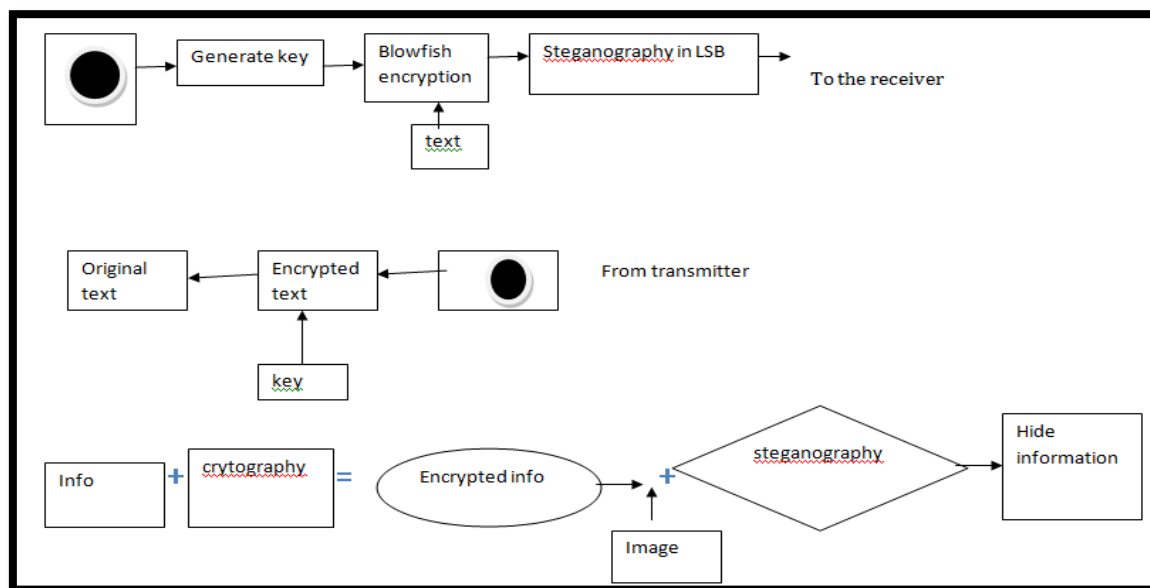 Generate key
Blowfish
encryption
Steganography in LSB
To the receiver
text
Original
text
Encrypted
text
From transmitter
key
Info
+
crytography
=
Encrypted info
+
steganography
Hide
information
Image